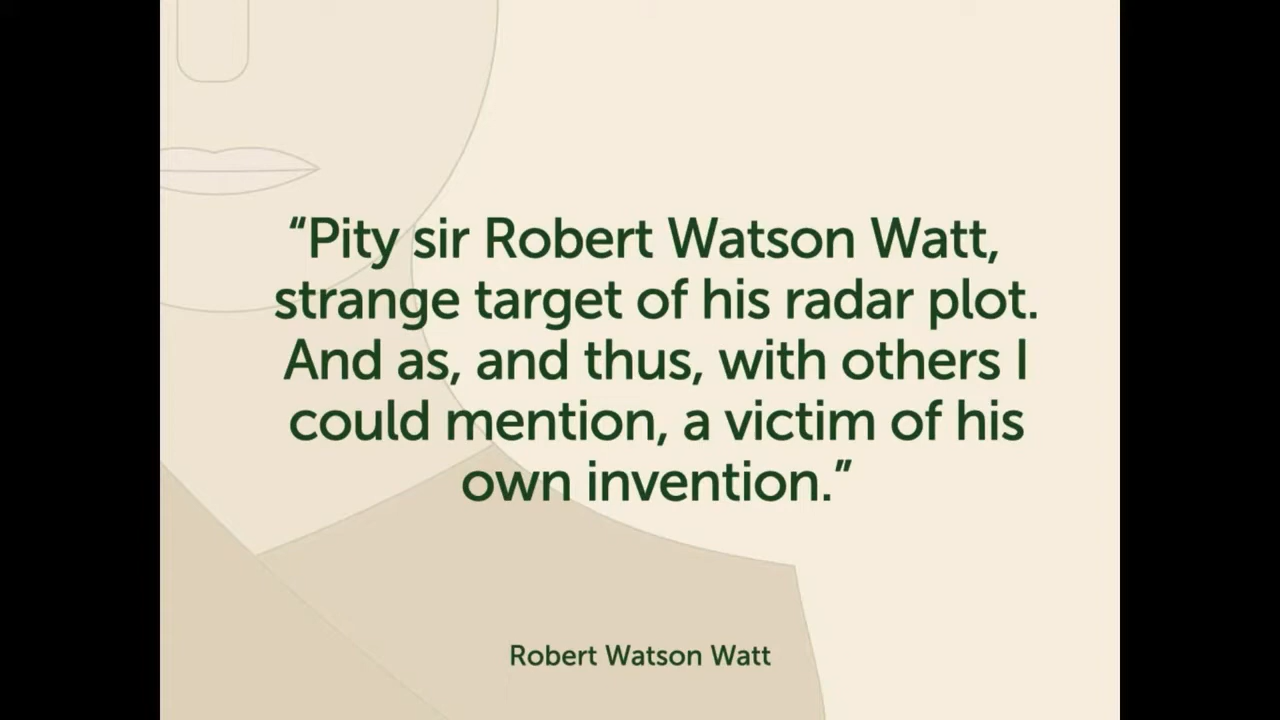 “Pity sir Robert Watson Watt,
strange target of his radar plot.
And as, and thus, with others I
could mention, a victim of his
own invention.”
Robert Watson Watt